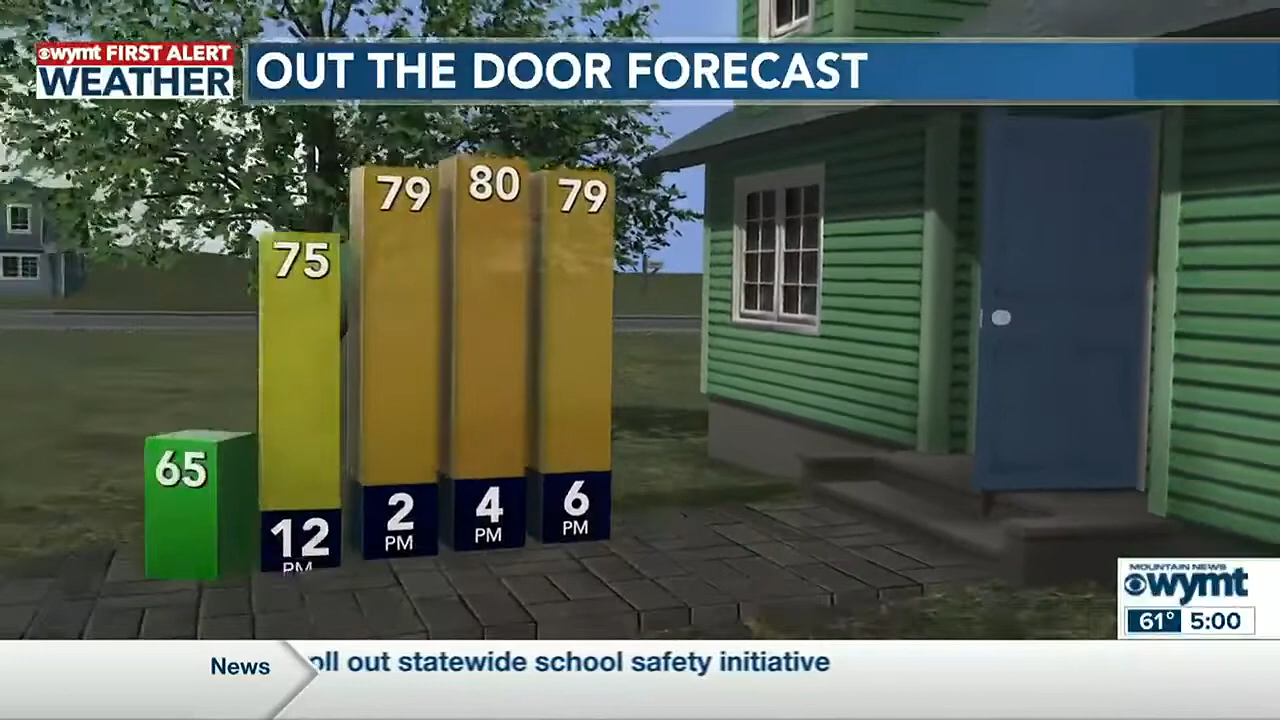 wymt FIRST ALERT
WEATHER
OUT THE DOOR FORECAST
65
75
79
80
79
12
PM
2
PM
4
PM
6
PM
MOUNTAIN NEWS
wymt
61° 5:00
News
oll out statewide school safety initiative